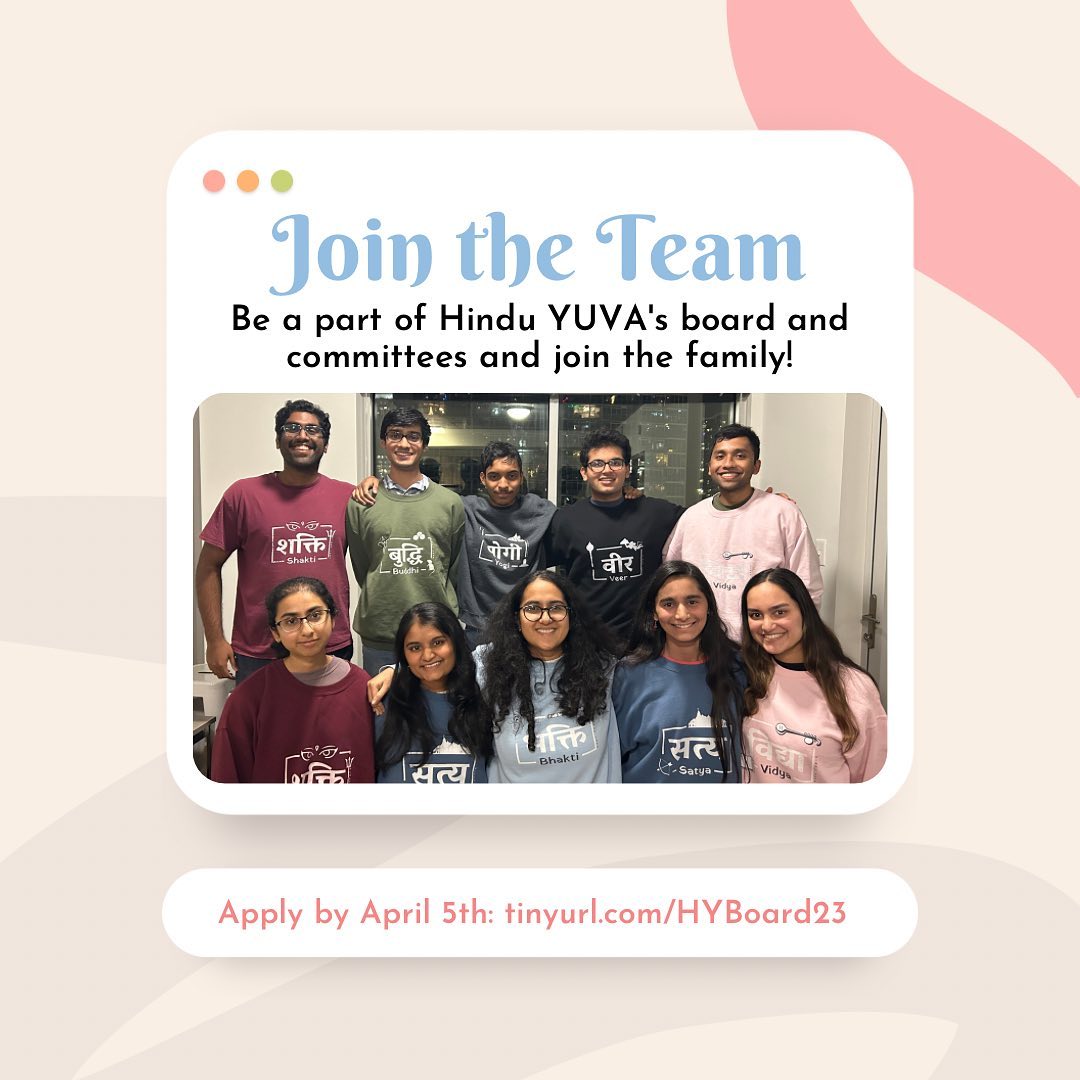 Join the Team
Be a part of Hindu YUVA's board and
committees and join the family!
शक्ति
Shakti
बुद्धि
Buddhi
योगी
Yogi
वीर
Veer
Vidya
शक्ति
सत्य
भक्ति
Bhakti
सत्य
Satya
विद्या
Vidya
Apply by April 5th: tinyurl.com/HYBoard23